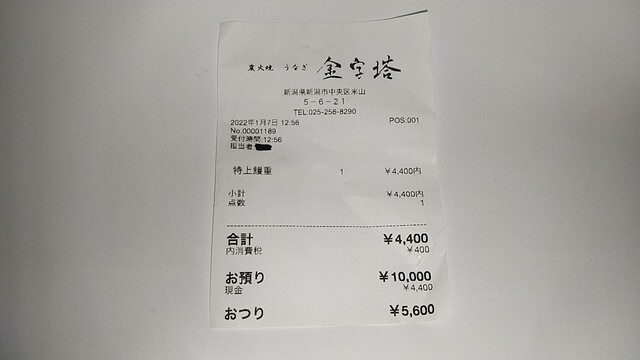 炭火焼 うなぎ 金字塔
新潟県新潟市中央区米山
5-6-21
TEL:025-256-8290
2022年1月7日 12:56 POS:001
No.00001189
受付時間:12:56
担当者:
特上鰻重 1 ¥4,400内
小計 ¥4,400内
点数 1
合計 ¥4,400
内消費税 ¥400
お預り ¥10,000
現金 ¥4,400
おつり ¥5,600